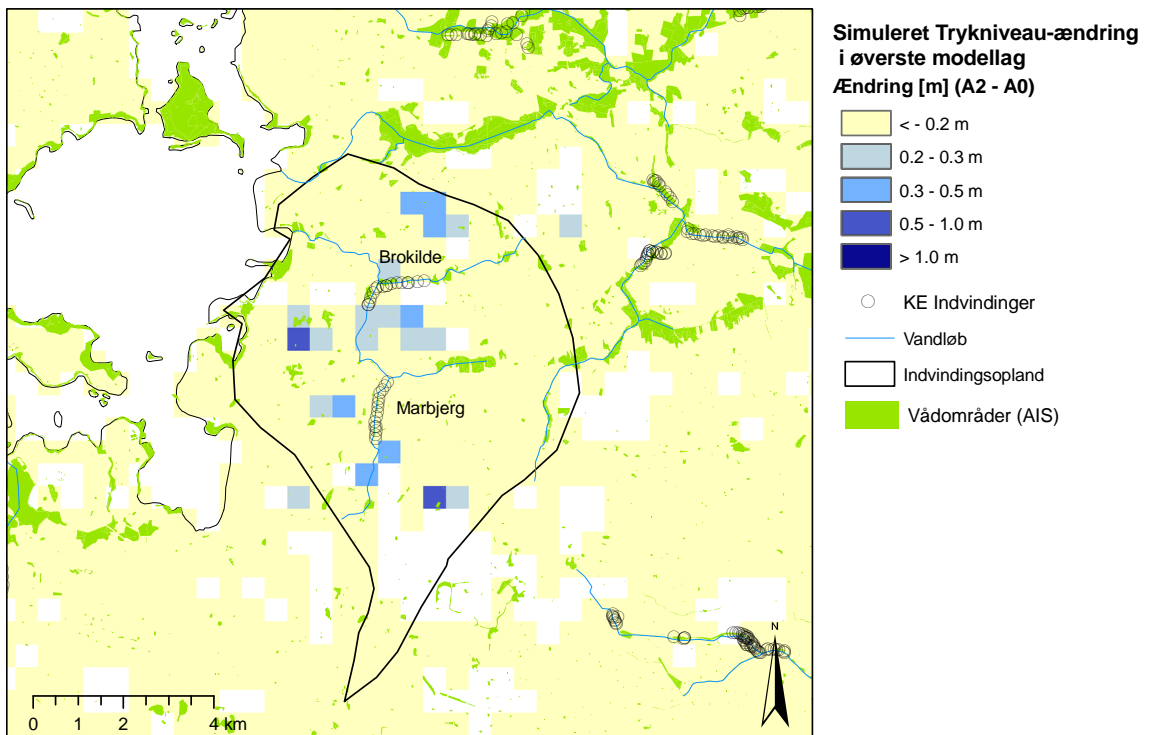 Simuleret Trykniveau-ændring
i øverste modellag
Ændring [m] (A2 - A0)
< - 0.2 m
0.2 - 0.3 m
0.3 - 0.5 m
0.5 - 1.0 m
> 1.0 m
KE Indvindinger
Vandløb
Indvindingsopland
Vådområder (AIS)
Brokilde
Marbjerg
N
0 1 2 4 km